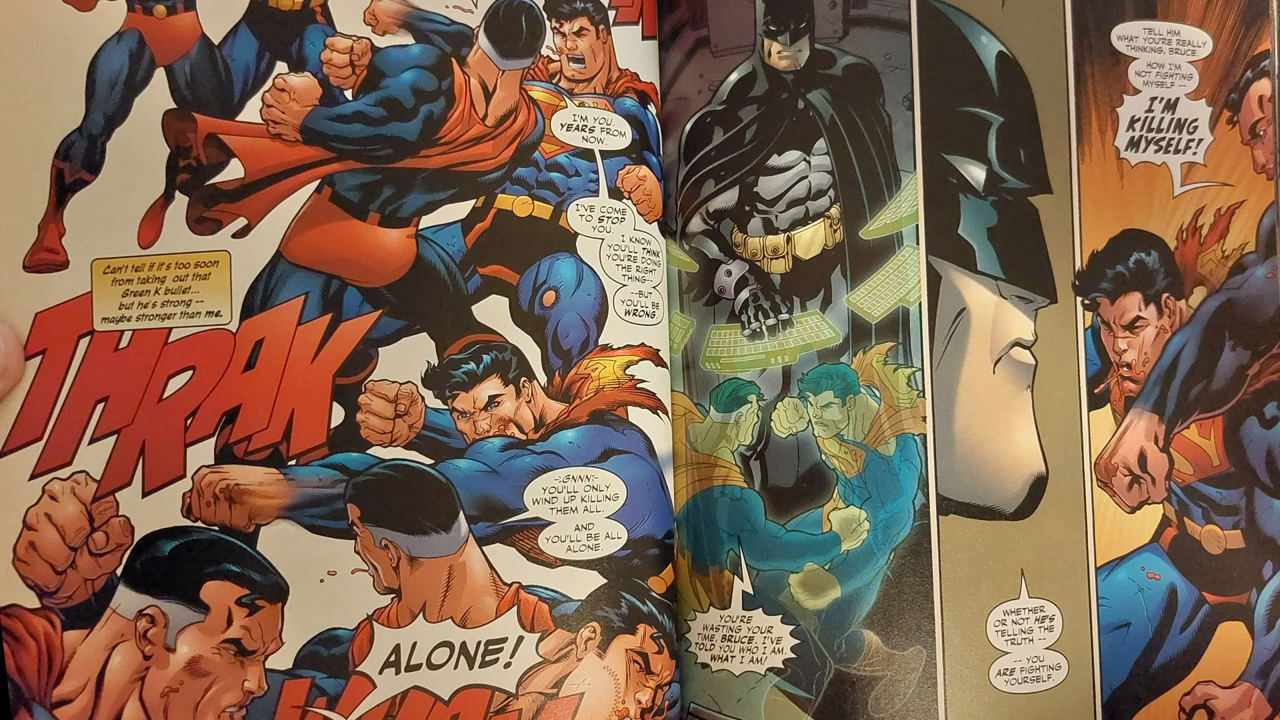 I'M YOU,
YEARS FROM
NOW.
I'VE COME
TO STOP
YOU.
I KNOW
YOU'LL THINK
YOU'RE DOING
THE RIGHT
THING--
--BUT
YOU'LL BE
WRONG
Can't tell if it's too soon
from taking out that
Green K bullet...
but he's strong --
maybe stronger than me.
THRAK
-:GNNN:-
YOU'LL ONLY
WIND UP KILLING
THEM ALL.
AND
YOU'LL BE ALL
ALONE.
ALONE!
YOU'RE
WASTING YOUR
TIME, BRUCE. I'VE
TOLD YOU WHO I AM.
WHAT I AM!
WHETHER
OR NOT HE'S
TELLING THE
TRUTH --
-- YOU
ARE FIGHTING
YOURSELF.
TELL HIM
WHAT YOU'RE REALLY
THINKING, BRUCE.
HOW I'M
NOT FIGHTING
MYSELF --
I'M
KILLING
MYSELF!